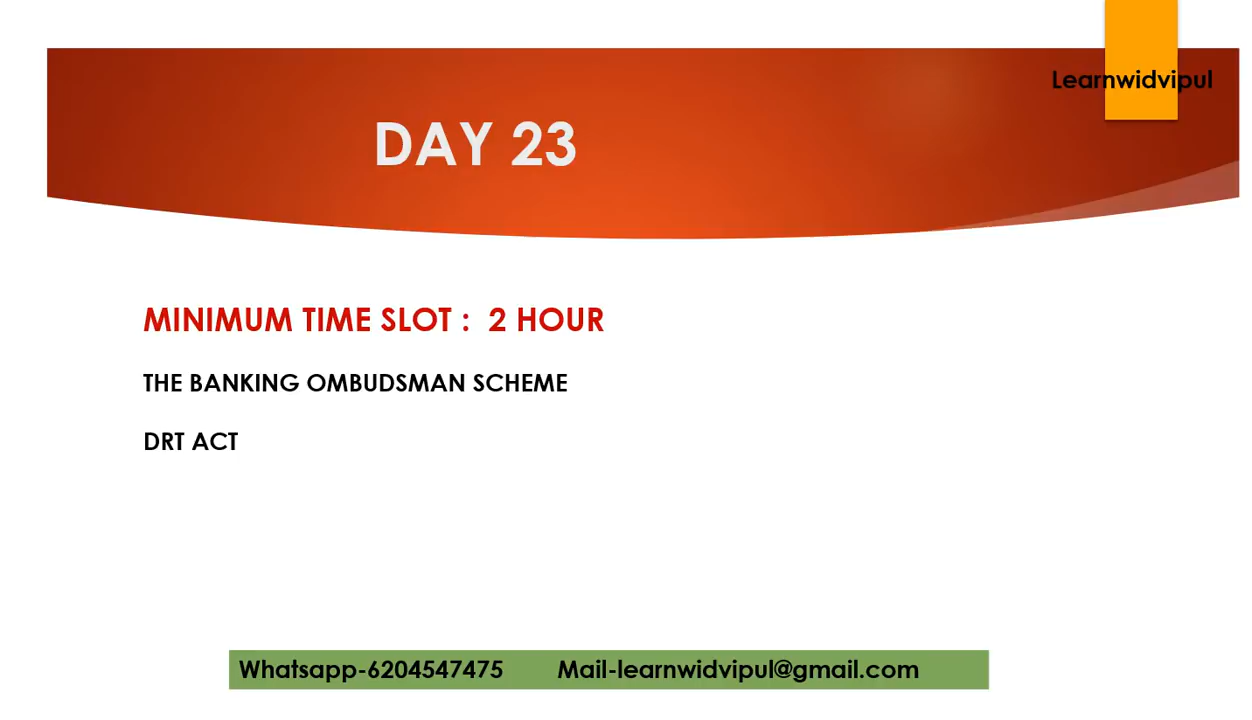 Learnwidvipul
DAY 23
MINIMUM TIME SLOT : 2 HOUR
THE BANKING OMBUDSMAN SCHEME
DRT ACT
Whatsapp-6204547475 Mail-learnwidvipul@gmail.com